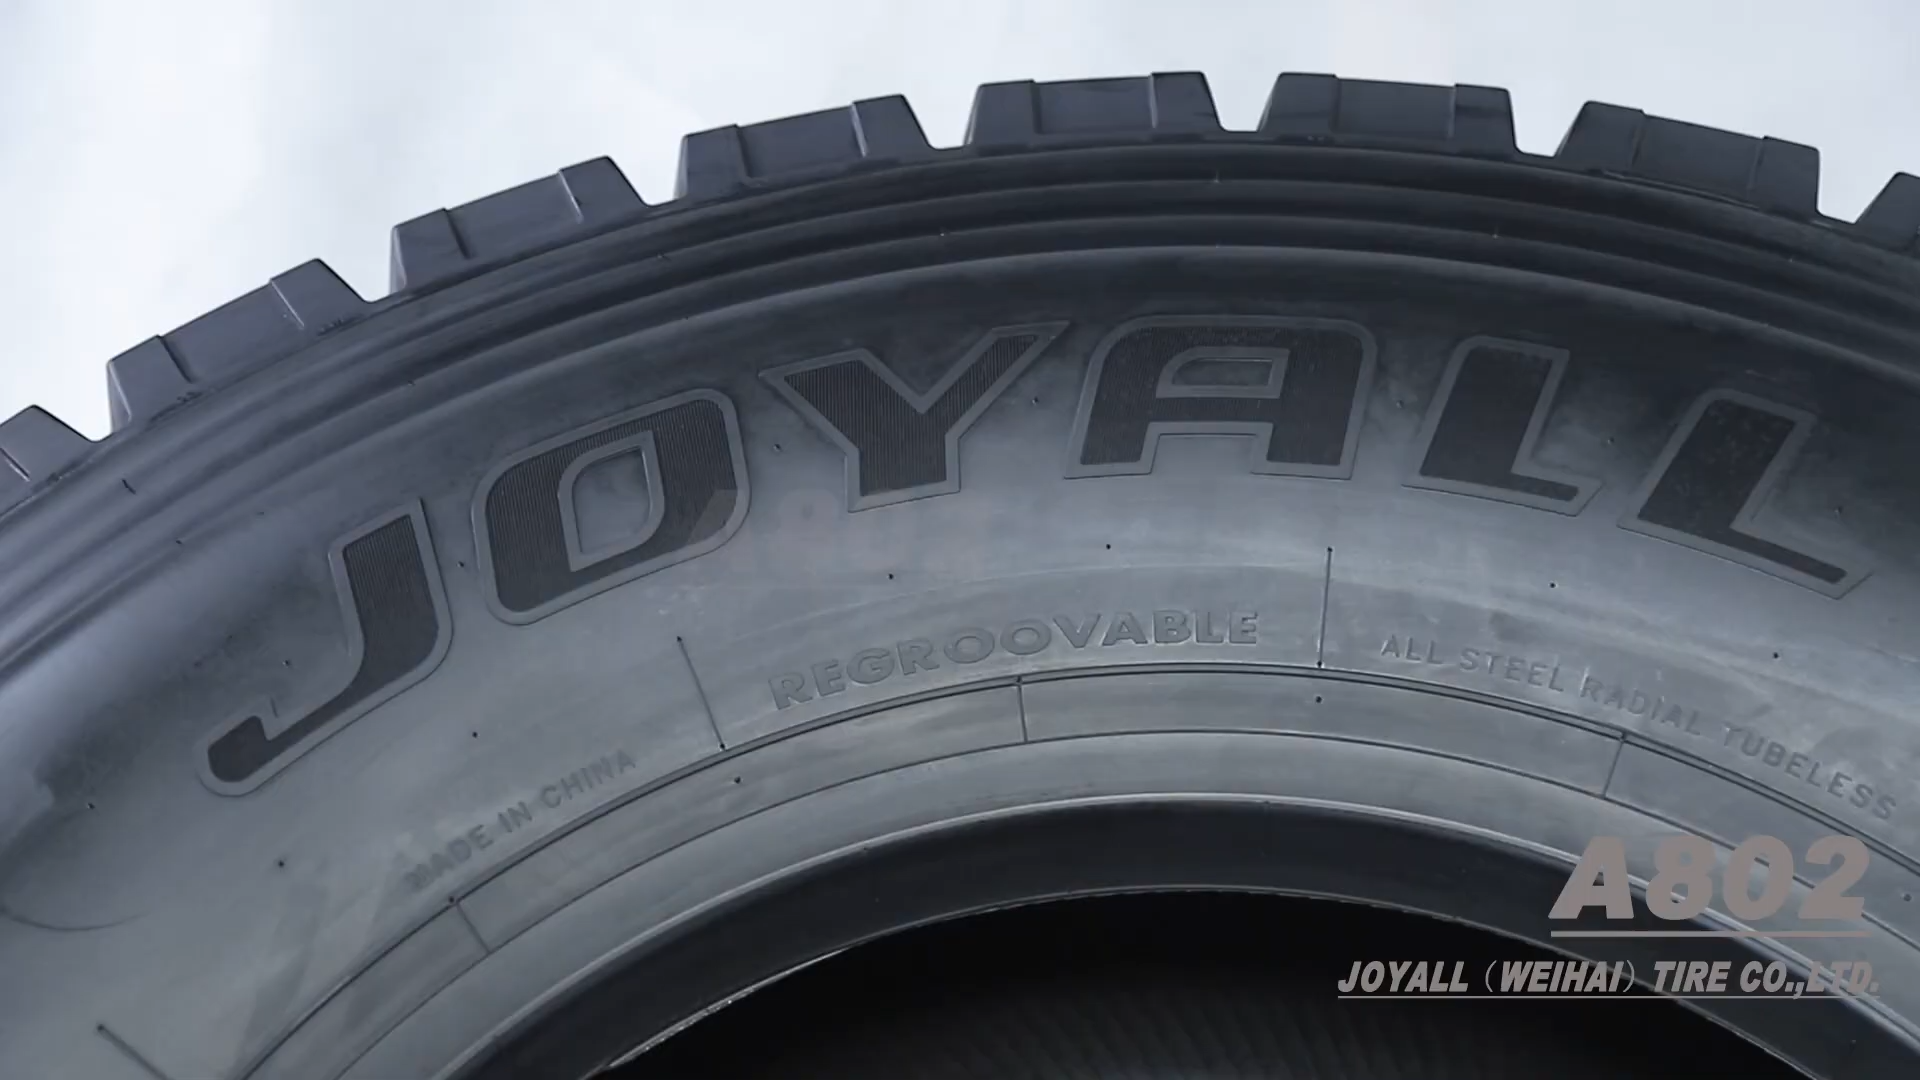 JOYALL
REGROOVABLE
ALL STEEL RADIAL TUBELESS
MADE IN CHINA
A802
JOYALL（WEIHAI）TIRE CO.,LTD.